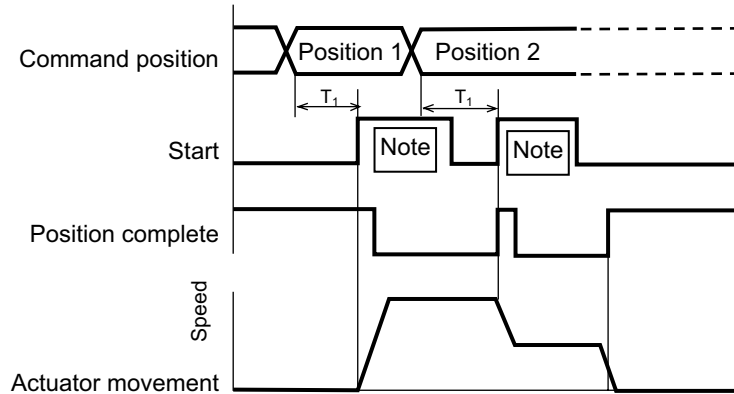 Command position
Position 1
Position 2
T₁
T₁
Start
Note
Note
Position complete
Speed
Actuator movement